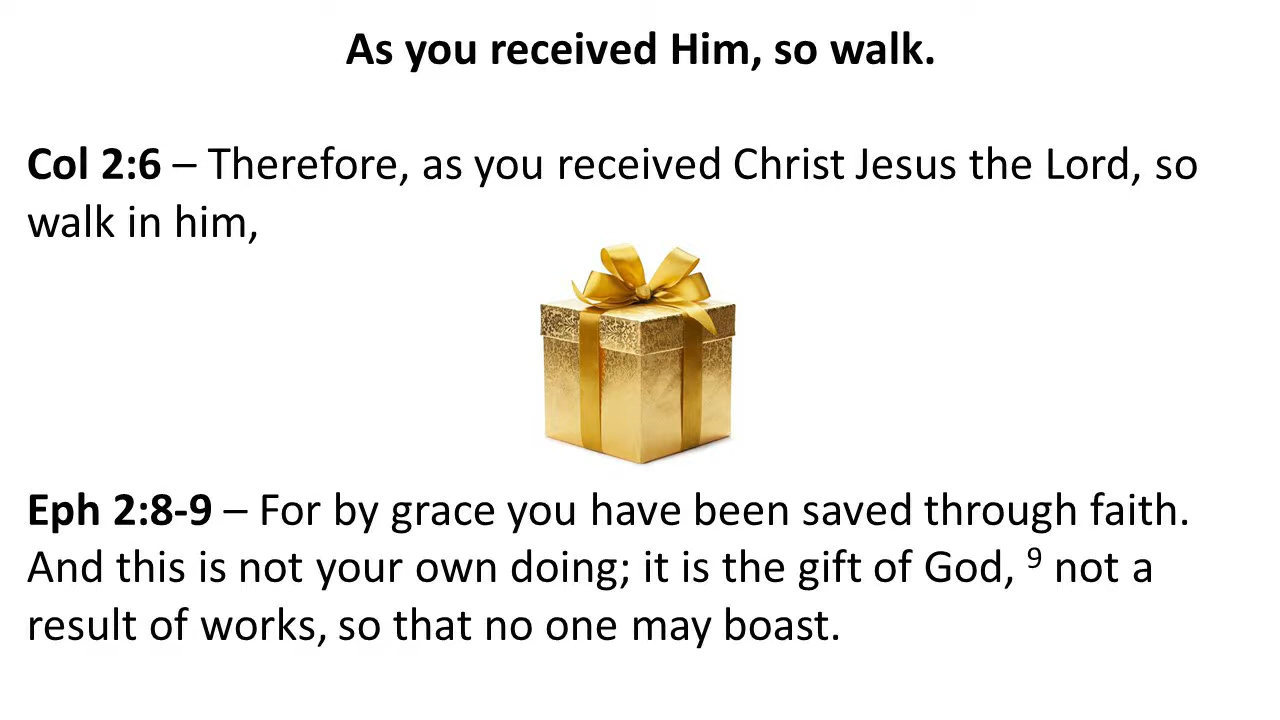 As you received Him, so walk.
Col 2:6 – Therefore, as you received Christ Jesus the Lord, so
walk in him,
Eph 2:8-9 – For by grace you have been saved through faith.
And this is not your own doing; it is the gift of God, ⁹ not a
result of works, so that no one may boast.